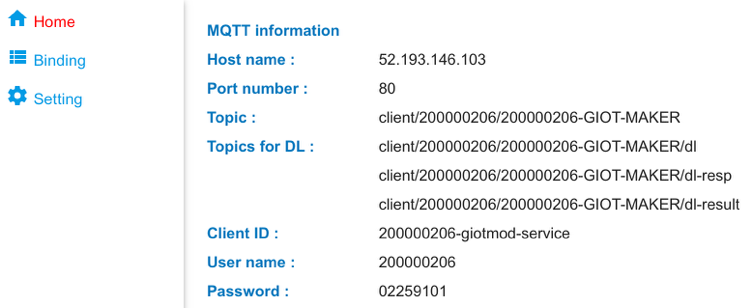 Home
Binding
Setting
MQTT information
Host name : 52.193.146.103
Port number : 80
Topic : client/200000206/200000206-GIOT-MAKER
Topics for DL : client/200000206/200000206-GIOT-MAKER/dl
client/200000206/200000206-GIOT-MAKER/dl-resp
client/200000206/200000206-GIOT-MAKER/dl-result
Client ID : 200000206-giotmod-service
User name : 200000206
Password : 02259101